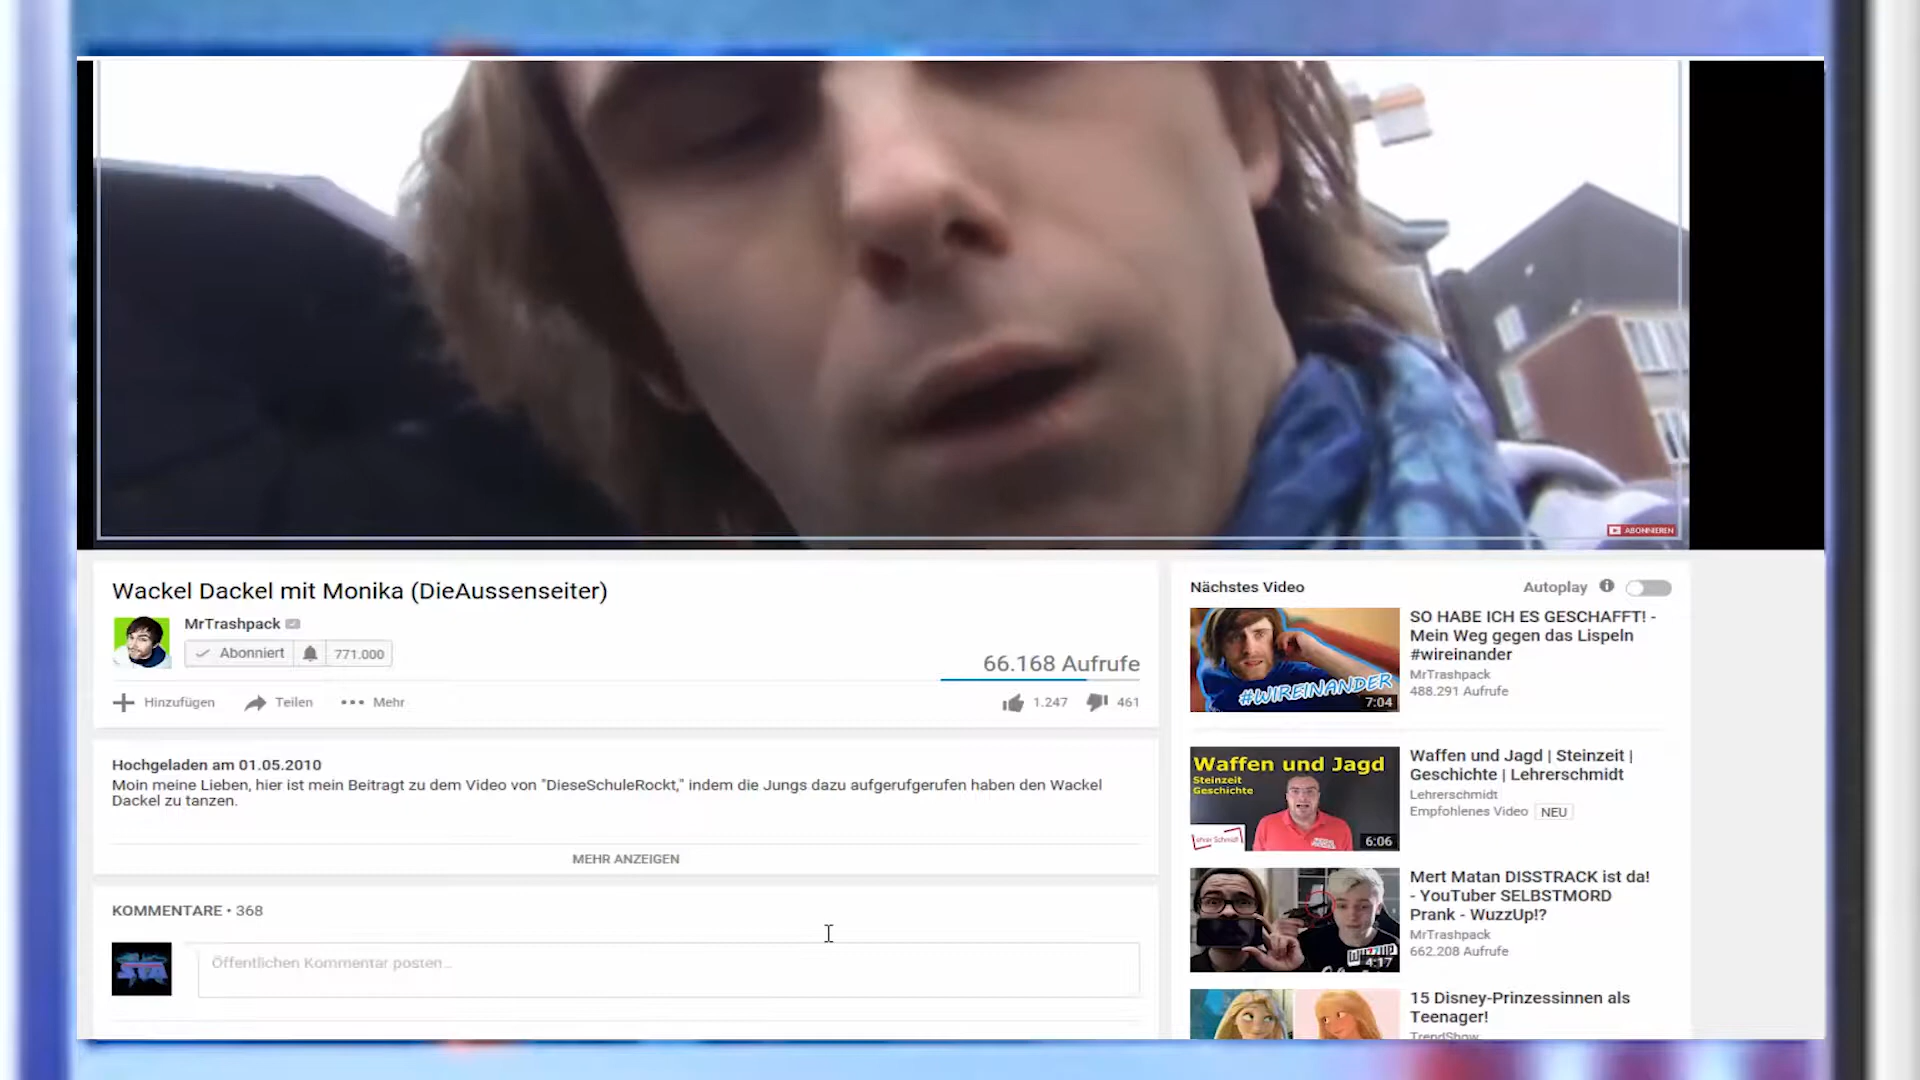 ABONNIEREN
Wackel Dackel mit Monika (DieAussenseiter)
MrTrashpack
Abonniert 771.000
66.168 Aufrufe
Hinzufügen Teilen Mehr
1.247 461
Hochgeladen am 01.05.2010
Moin meine Lieben, hier ist mein Beitragt zu dem Video von "DieseSchuleRockt," indem die Jungs dazu aufgerufgerufen haben den Wackel
Dackel zu tanzen.
MEHR ANZEIGEN
KOMMENTARE • 368
STA
Öffentlichen Kommentar posten...
Nächstes Video Autoplay
#WIREINANDER
7:04
SO HABE ICH ES GESCHAFFT! -
Mein Weg gegen das Lispeln
#wireinander
MrTrashpack
488.291 Aufrufe
Waffen und Jagd
Steinzeit
Geschichte
Lehrer Schmidt
6:06
Waffen und Jagd | Steinzeit |
Geschichte | Lehrerschmidt
Lehrerschmidt
Empfohlenes Video NEU
WUZZUP
4:17
Mert Matan DISSTRACK ist da!
- YouTuber SELBSTMORD
Prank - WuzzUp!?
MrTrashpack
662.208 Aufrufe
15 Disney-Prinzessinnen als
Teenager!
TrendShow